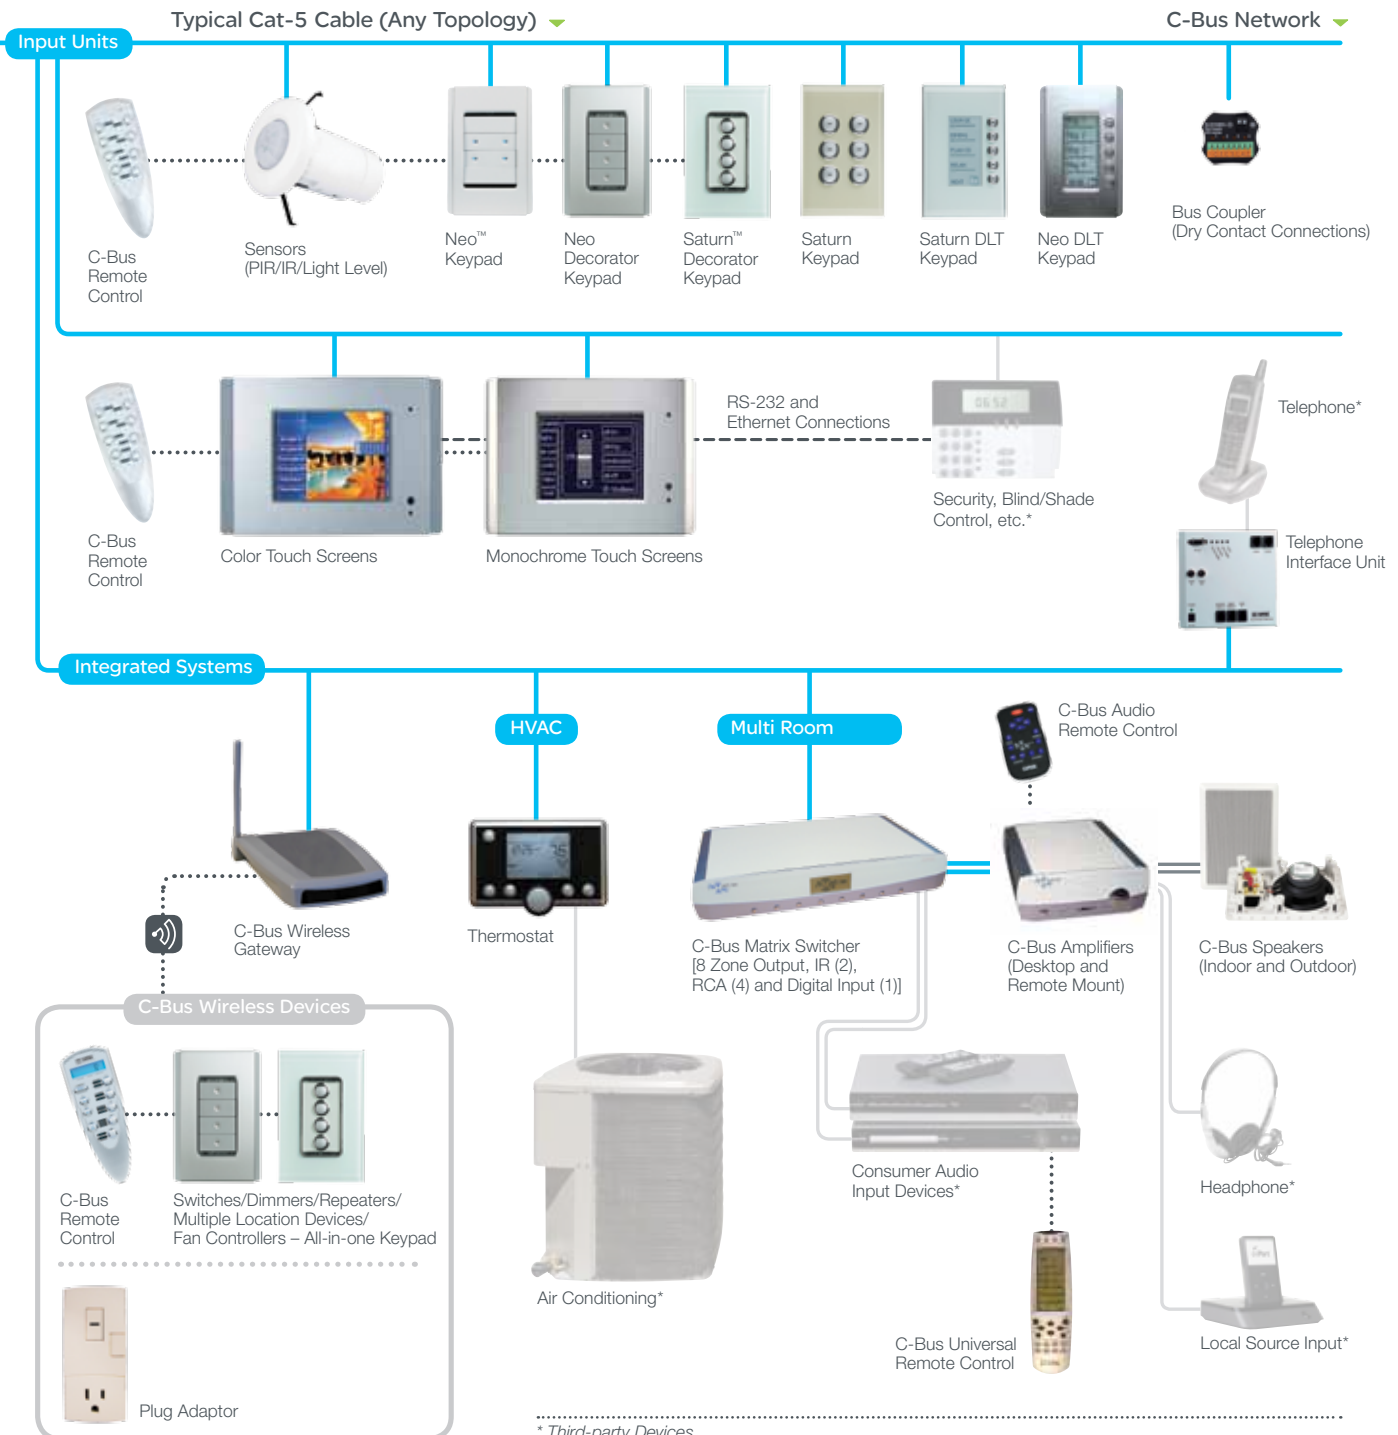 Typical Cat-5 Cable (Any Topology)
C-Bus Network
Input Units
C-Bus
Remote
Control
Sensors
(PIR/IR/Light Level)
Neo™
Keypad
Neo
Decorator
Keypad
Saturn™
Decorator
Keypad
Saturn
Keypad
Saturn DLT
Keypad
Neo DLT
Keypad
Bus Coupler
(Dry Contact Connections)
C-Bus
Remote
Control
Color Touch Screens
Monochrome Touch Screens
RS-232 and
Ethernet Connections
Security, Blind/Shade
Control, etc.*
Telephone*
Telephone
Interface Unit
Integrated Systems
HVAC
Multi Room
C-Bus Audio
Remote Control
C-Bus Wireless
Gateway
Thermostat
C-Bus Matrix Switcher
[8 Zone Output, IR (2),
RCA (4) and Digital Input (1)]
C-Bus Amplifiers
(Desktop and
Remote Mount)
C-Bus Speakers
(Indoor and Outdoor)
C-Bus Wireless Devices
C-Bus
Remote
Control
Switches/Dimmers/Repeaters/
Multiple Location Devices/
Fan Controllers – All-in-one Keypad
Plug Adaptor
Air Conditioning*
Consumer Audio
Input Devices*
C-Bus Universal
Remote Control
Headphone*
Local Source Input*
* Third-party Devices